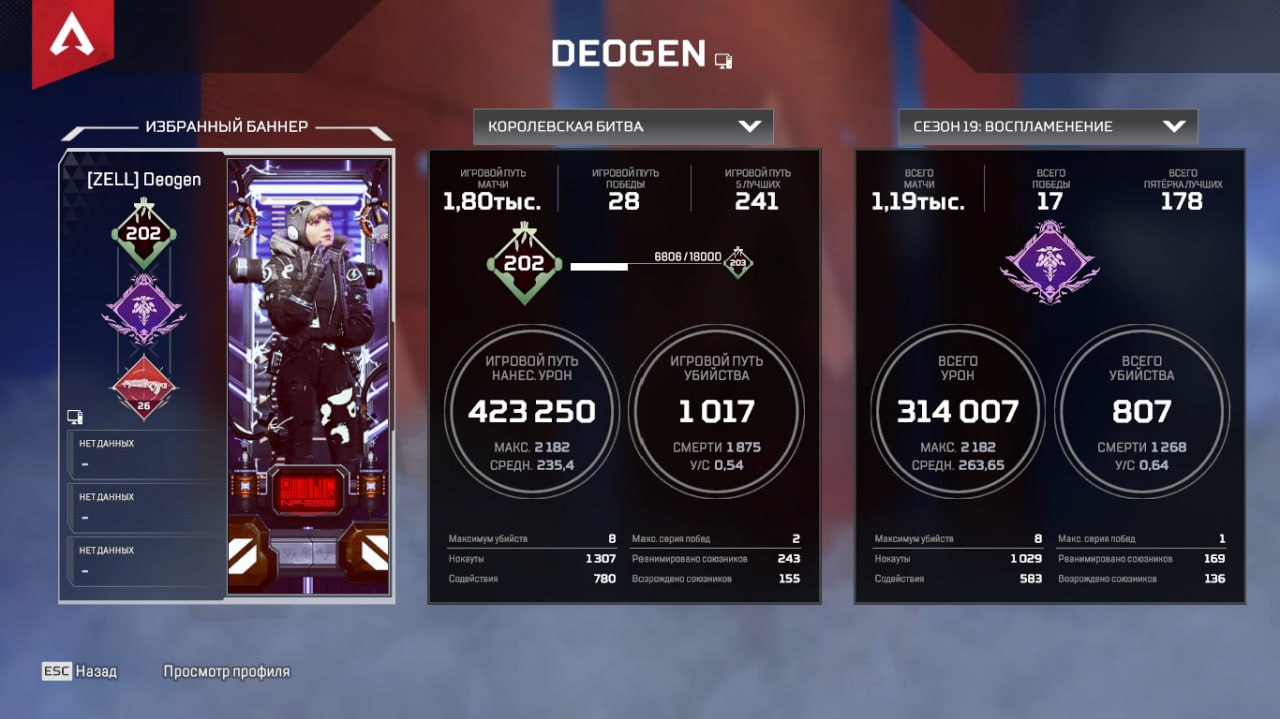 DEOGEN
ИЗБРАННЫЙ БАННЕР
[ZELL] Deogen
202
26
НЕТ ДАННЫХ
-
НЕТ ДАННЫХ
-
НЕТ ДАННЫХ
-
КОРОЛЕВСКАЯ БИТВА
ИГРОВОЙ ПУТЬ
МАТЧИ
1,80тыс.
ИГРОВОЙ ПУТЬ
ПОБЕДЫ
28
ИГРОВОЙ ПУТЬ
5 ЛУЧШИХ
241
202
6806/18000
203
ИГРОВОЙ ПУТЬ
НАНЕС. УРОН
423 250
МАКС. 2 182
СРЕДН. 235,4
ИГРОВОЙ ПУТЬ
УБИЙСТВА
1 017
СМЕРТИ 1 875
У/С 0,54
Максимум убийств 8
Нокауты 1 307
Содействия 780
Макс. серия побед 2
Реанимировано союзников 243
Возрождено союзников 155
СЕЗОН 19: ВОСПЛАМЕНЕНИЕ
ВСЕГО
МАТЧИ
1,19тыс.
ВСЕГО
ПОБЕДЫ
17
ВСЕГО
ПЯТЁРКА ЛУЧШИХ
178
ВСЕГО
УРОН
314 007
МАКС. 2 182
СРЕДН. 263,65
ВСЕГО
УБИЙСТВА
807
СМЕРТИ 1 268
У/С 0,64
Максимум убийств 8
Нокауты 1 029
Содействия 583
Макс. серия побед 1
Реанимировано союзников 169
Возрождено союзников 136
ESC Назад
Просмотр профиля